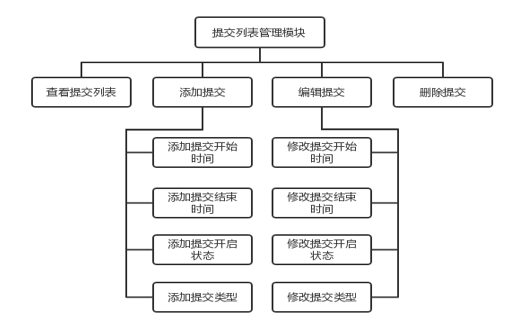 提交列表管理模块
查看提交列表
添加提交
编辑提交
删除提交
添加提交开始
时间
修改提交开始
时间
添加提交结束
时间
修改提交结束
时间
添加提交开启
状态
修改提交开启
状态
添加提交类型
修改提交类型